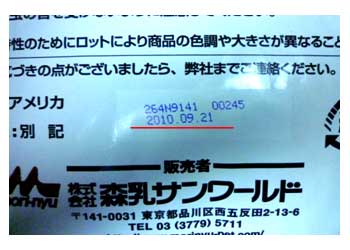 特性のためにロットにより商品の色調や大きさが異なること
づきの点がございましたら、弊社までご連絡ください。
アメリカ
264N9141 00245
2010.09.21
:別記
販売者
mori-nyu
株式会社 森乳サンワールド
〒141-0031 東京都品川区西五反田2-13-6
TEL 03 (3779) 5711